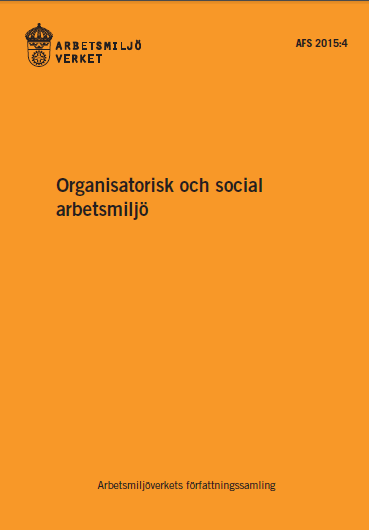 ARBETSMILJÖ
VERKET
AFS 2015:4
Organisatorisk och social
arbetsmiljö
Arbetsmiljöverkets författningssamling